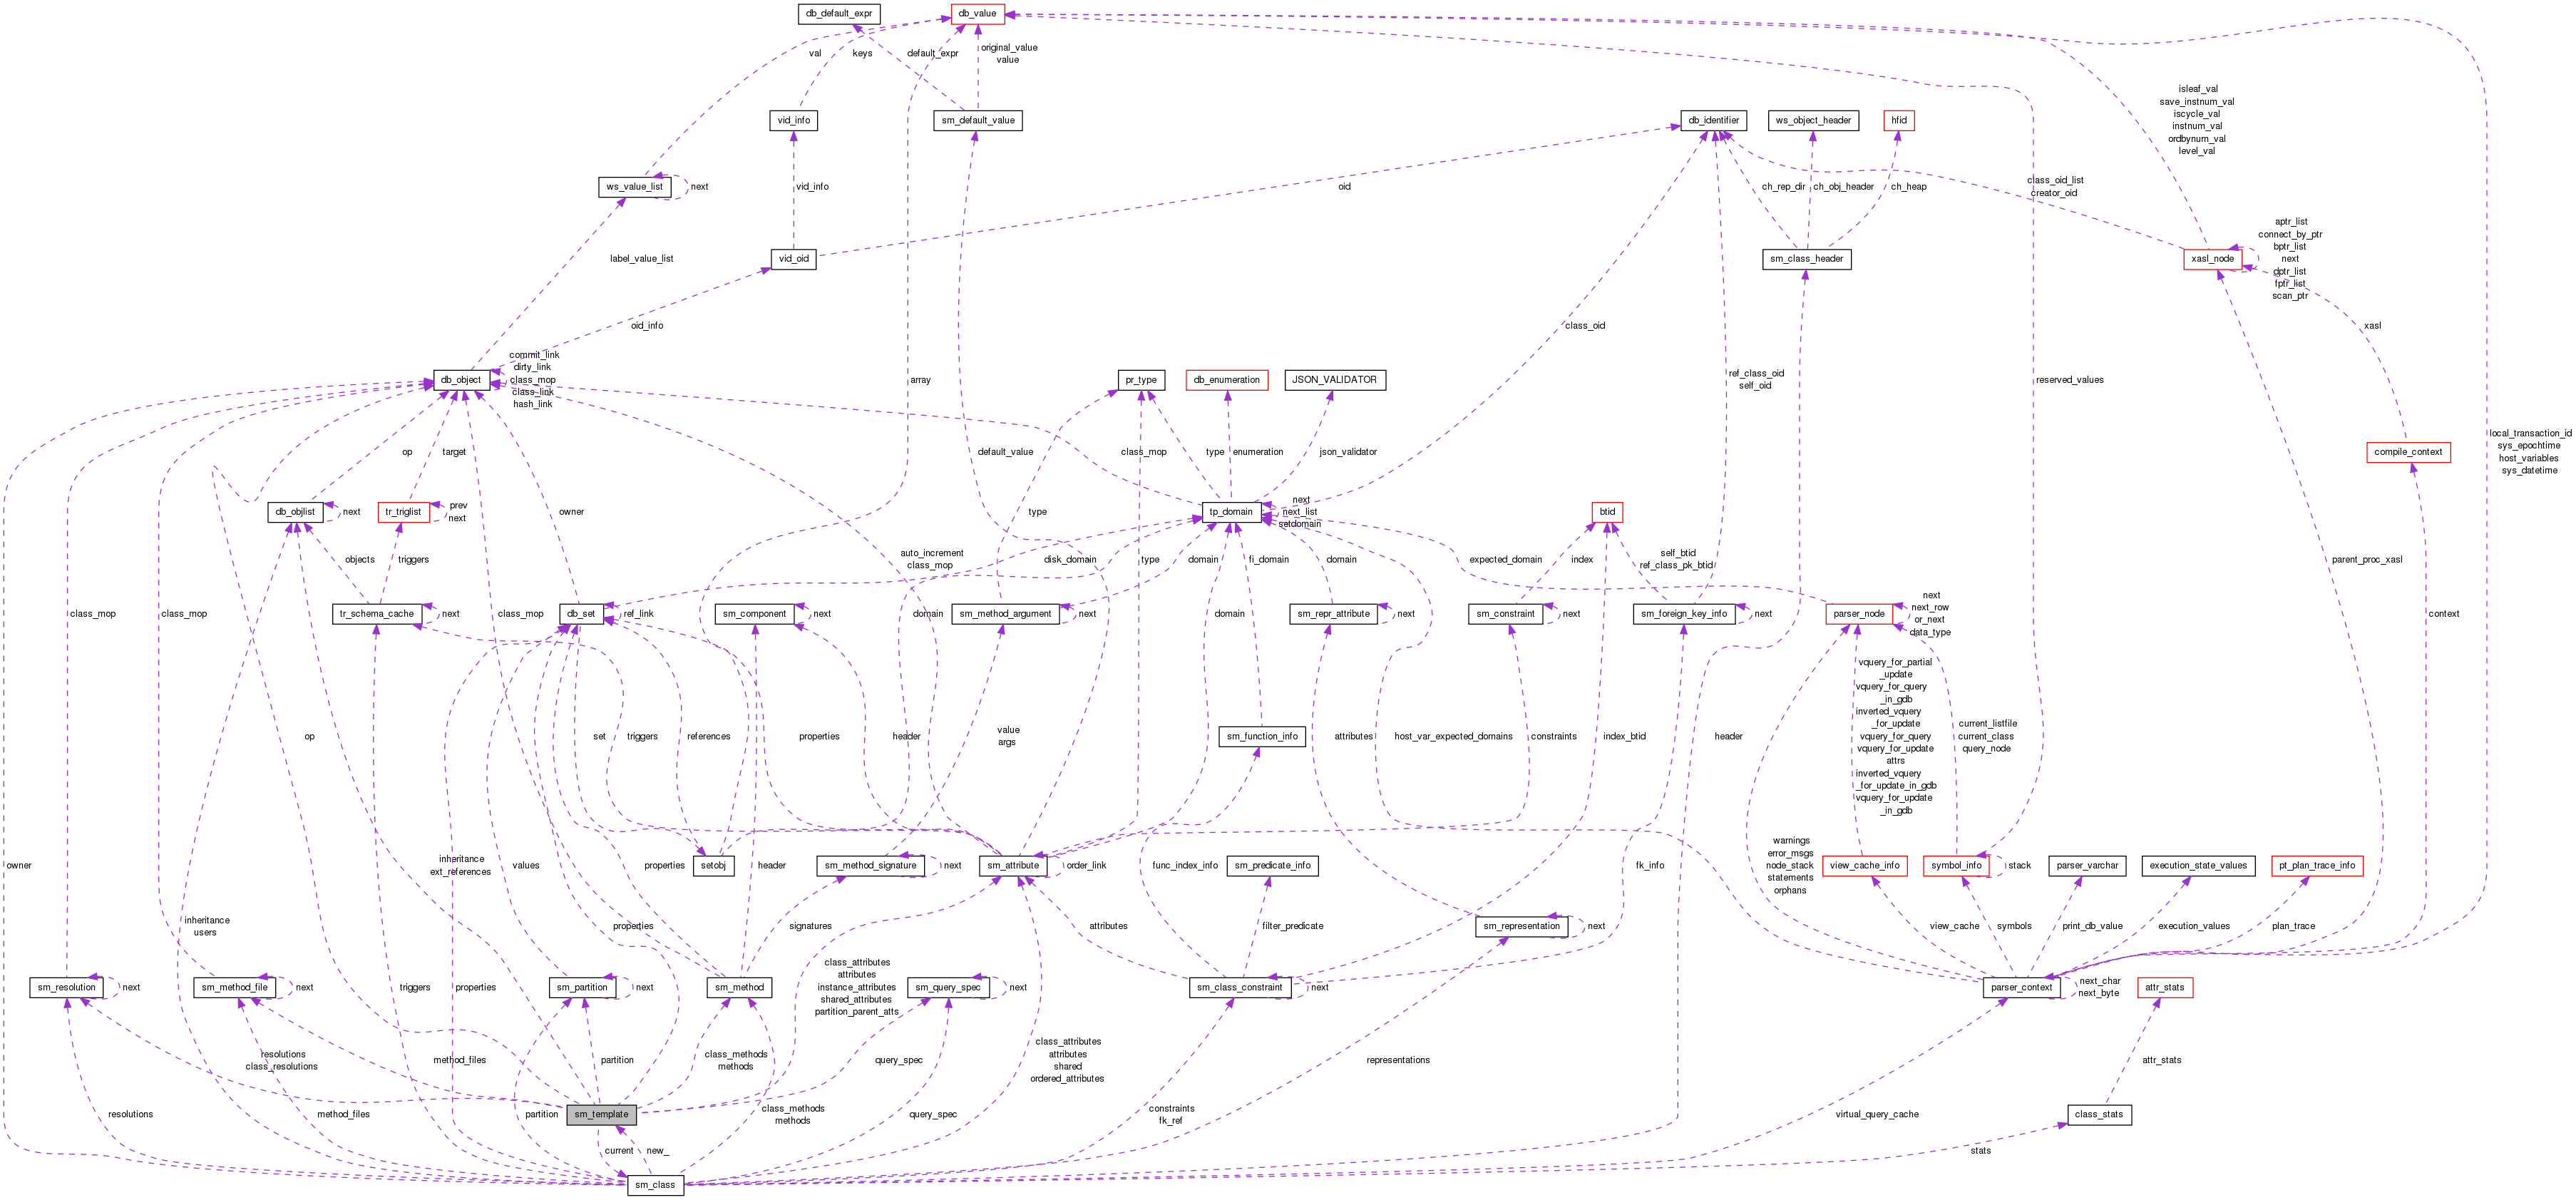 db_default_expr
db_value
val
keys
default_expr
original_value
value
isleaf_val
save_instnum_val
iscycle_val
instnum_val
ordbynum_val
level_val
vid_info
sm_default_value
db_identifier
ws_object_header
hfid
ws_value_list
next
vid_info
oid
ch_rep_dir
ch_obj_header
ch_heap
class_oid_list
creator_oid
label_value_list
vid_oid
sm_class_header
xasl_node
aptr_list
connect_by_ptr
bptr_list
next
dptr_list
fptr_list
scan_ptr
oid_info
class_oid
xasl
db_object
commit_link
dirty_link
class_mop
class_link
hash_link
array
pr_type
db_enumeration
JSON_VALIDATOR
ref_class_oid
self_oid
reserved_values
op
target
default_value
class_mop
type
enumeration
json_validator
compile_context
local_transaction_id
sys_epochtime
host_variables
sys_datetime
db_objlist
next
tr_triglist
prev
next
owner
type
tp_domain
next
next_list
setdomain
btid
objects
triggers
auto_increment
class_mop
disk_domain
type
domain
fi_domain
domain
expected_domain
index
self_btid
ref_class_pk_btid
parent_proc_xasl
class_mop
class_mop
tr_schema_cache
next
class_mop
db_set
ref_link
sm_component
next
domain
sm_method_argument
next
domain
sm_repr_attribute
next
sm_constraint
next
sm_foreign_key_info
next
parser_node
next
next_row
or_next
data_type
context
op
set
triggers
references
properties
header
value
args
sm_function_info
attributes
host_var_expected_domains
constraints
index_btid
header
vquery_for_partial
_update
vquery_for_query
_in_gdb
inverted_vquery
_for_update
vquery_for_query
vquery_for_update
attrs
inverted_vquery
_for_update_in_gdb
vquery_for_update
_in_gdb
current_listfile
current_class
query_node
owner
inheritance
ext_references
values
properties
setobj
header
sm_method_signature
next
sm_attribute
order_link
func_index_info
sm_predicate_info
fk_info
warnings
error_msgs
node_stack
statements
orphans
view_cache_info
symbol_info
stack
parser_varchar
execution_state_values
pt_plan_trace_info
inheritance
users
properties
signatures
attributes
filter_predicate
sm_representation
next
view_cache
symbols
print_db_value
execution_values
plan_trace
sm_resolution
next
sm_method_file
next
triggers
properties
sm_partition
next
sm_method
class_attributes
attributes
instance_attributes
shared_attributes
partition_parent_atts
sm_query_spec
next
sm_class_constraint
next
parser_context
next_char
next_byte
attr_stats
resolutions
class_resolutions
method_files
partition
class_methods
methods
query_spec
class_attributes
attributes
shared
ordered_attributes
representations
attr_stats
resolutions
method_files
partition
sm_template
class_methods
methods
query_spec
constraints
fk_ref
virtual_query_cache
class_stats
current
new_
stats
sm_class